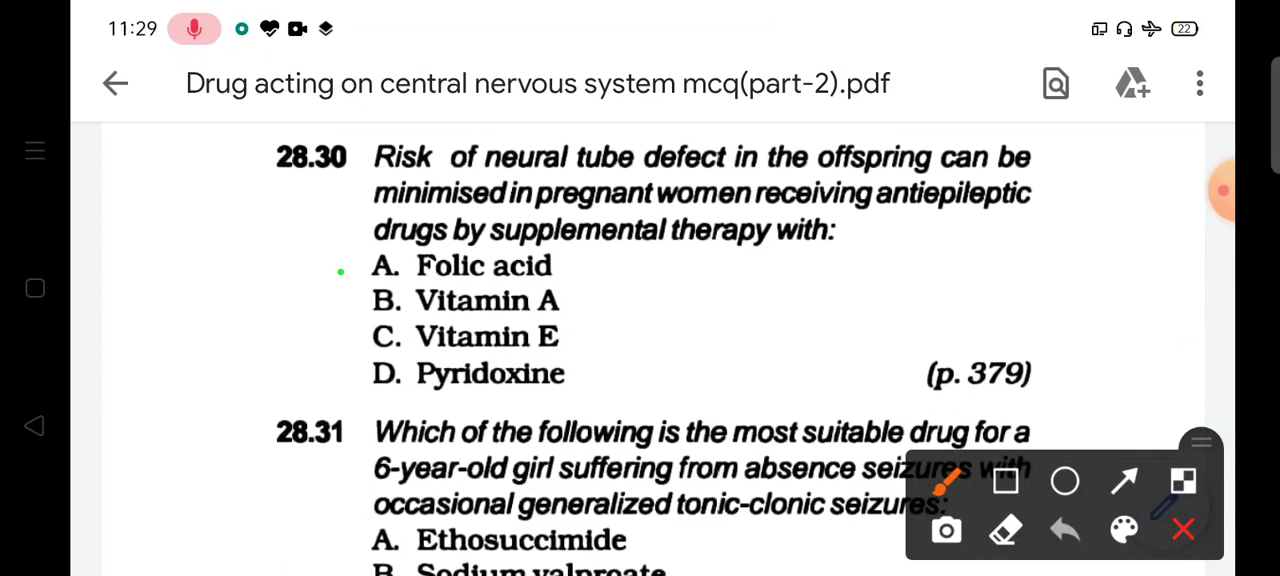 11:29
22
Drug acting on central nervous system mcq(part-2).pdf
28.30 Risk of neural tube defect in the offspring can be
minimised in pregnant women receiving antiepileptic
drugs by supplemental therapy with:
A. Folic acid
B. Vitamin A
C. Vitamin E
D. Pyridoxine (p. 379)
28.31 Which of the following is the most suitable drug for a
6-year-old girl suffering from absence seizures with
occasional generalized tonic-clonic seizures:
A. Ethosuccimide
B. Sodium valproate